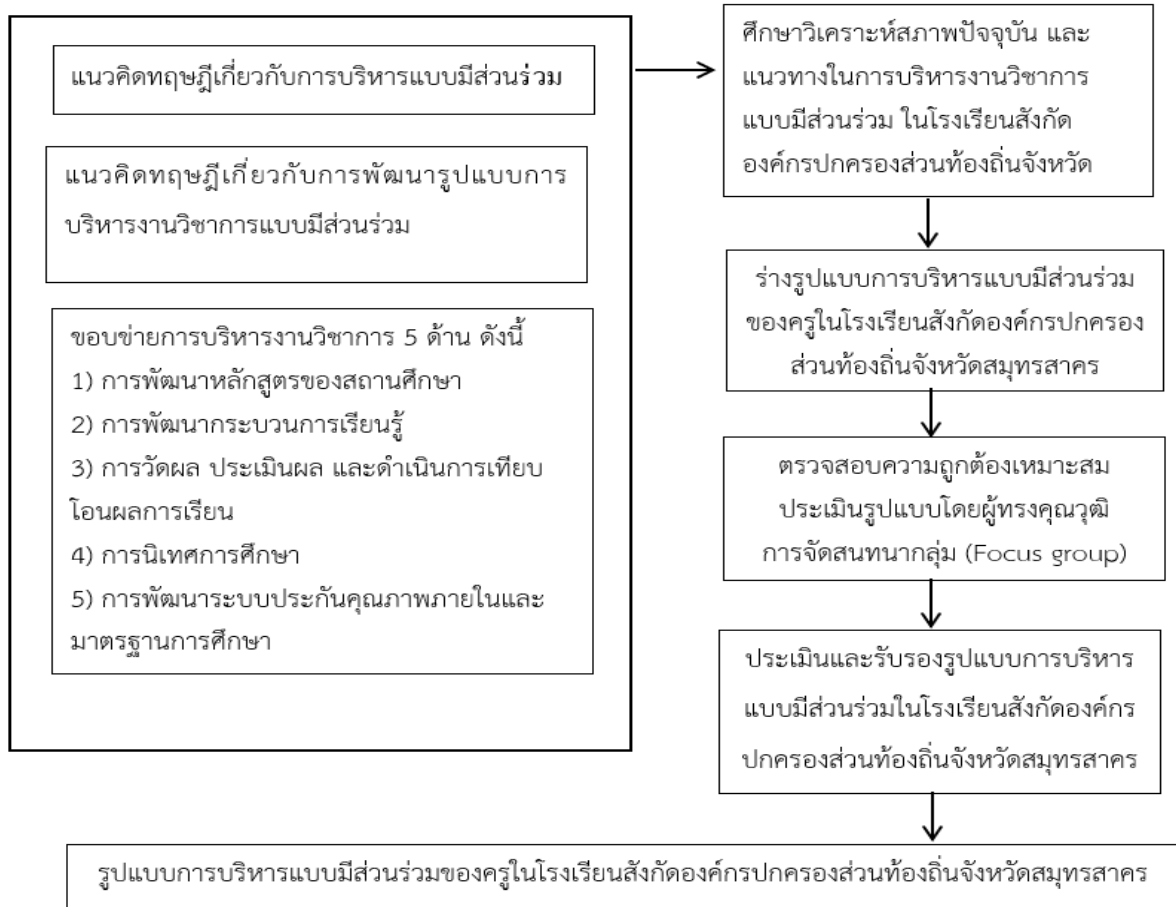 แนวคิดทฤษฎีเกี่ยวกับการบริหารแบบมีส่วนร่วม
แนวคิดทฤษฎีเกี่ยวกับการพัฒนารูปแบบการ
บริหารงานวิชาการแบบมีส่วนร่วม
ขอบข่ายการบริหารงานวิชาการ 5 ด้าน ดังนี้
1) การพัฒนาหลักสูตรของสถานศึกษา
2) การพัฒนากระบวนการเรียนรู้
3) การวัดผล ประเมินผล และดำเนินการเทียบ
โอนผลการเรียน
4) การนิเทศการศึกษา
5) การพัฒนาระบบประกันคุณภาพภายในและ
มาตรฐานการศึกษา
ศึกษาวิเคราะห์สภาพปัจจุบัน และ
แนวทางในการบริหารงานวิชาการ
แบบมีส่วนร่วม ในโรงเรียนสังกัด
องค์กรปกครองส่วนท้องถิ่นจังหวัด
ร่างรูปแบบการบริหารแบบมีส่วนร่วม
ของครูในโรงเรียนสังกัดองค์กรปกครอง
ส่วนท้องถิ่นจังหวัดสมุทรสาคร
ตรวจสอบความถูกต้องเหมาะสม
ประเมินรูปแบบโดยผู้ทรงคุณวุฒิ
การจัดสนทนากลุ่ม (Focus group)
ประเมินและรับรองรูปแบบการบริหาร
แบบมีส่วนร่วมในโรงเรียนสังกัดองค์กร
ปกครองส่วนท้องถิ่นจังหวัดสมุทรสาคร
รูปแบบการบริหารแบบมีส่วนร่วมของครูในโรงเรียนสังกัดองค์กรปกครองส่วนท้องถิ่นจังหวัดสมุทรสาคร